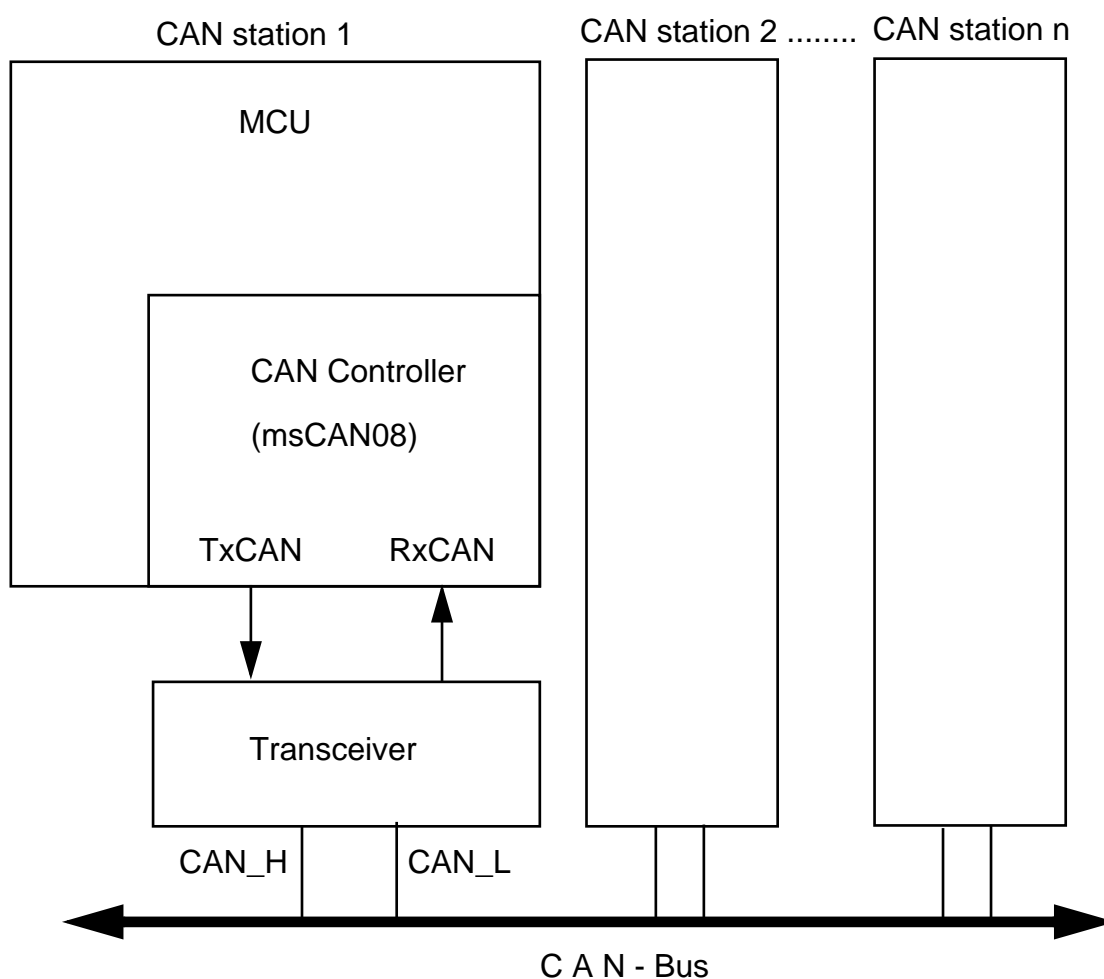 CAN station 1
CAN station 2 ........ CAN station n
MCU
CAN Controller
(msCAN08)
TxCAN
RxCAN
Transceiver
CAN_H
CAN_L
C A N - Bus